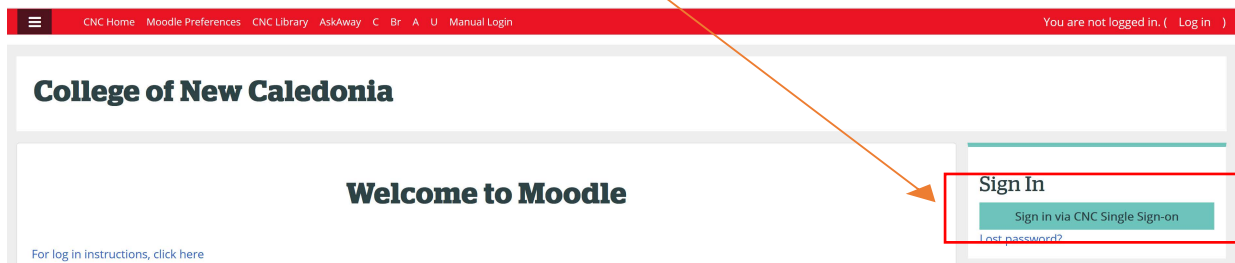 CNC Home Moodle Preferences CNC Library AskAway C Br A U Manual Login You are not logged in. ( Log in )
College of New Caledonia
Welcome to Moodle
For log in instructions, click here
Sign In
Sign in via CNC Single Sign-on
Lost password?